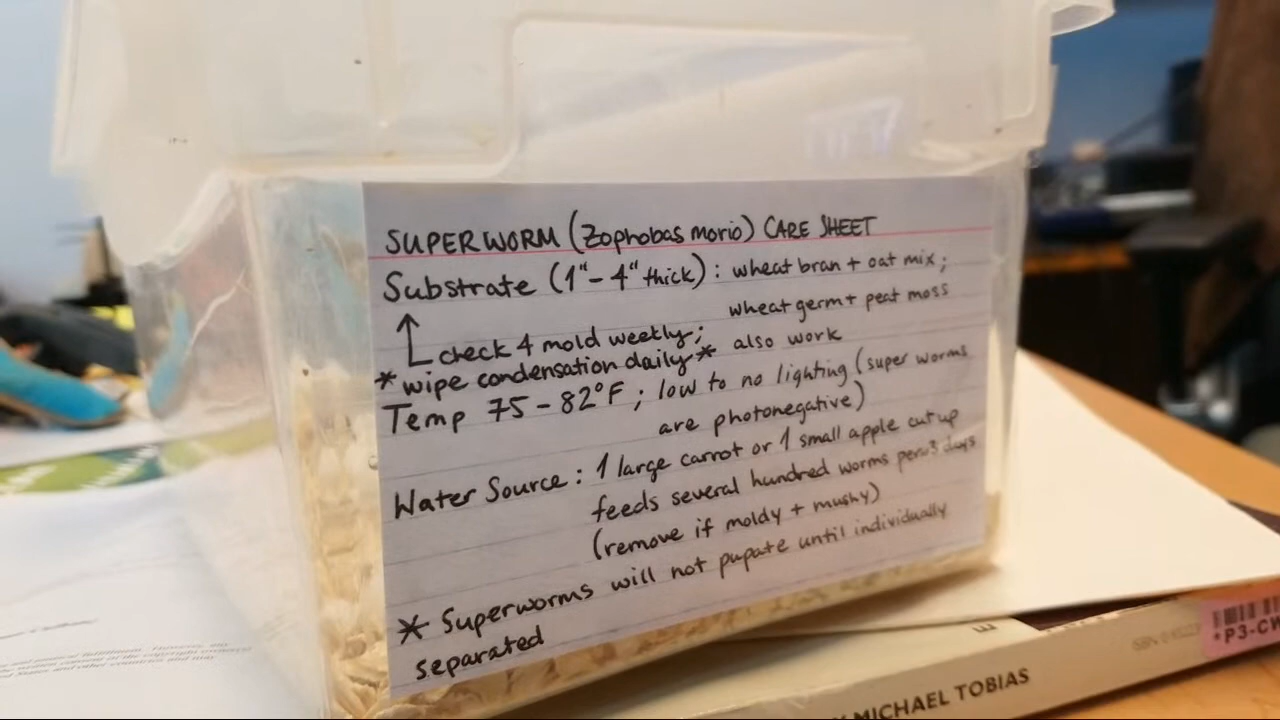 SUPERWORM (Zophobas morio) CARE SHEET
Substrate (1"-4" thick): wheat bran + oat mix;
wheat germ + peat moss
also work
check 4 mold weekly;
* wipe condensation daily *
Temp 75-82°F; low to no lighting (super worms
are photonegative)
Water Source: 1 large carrot or 1 small apple cut up
feeds several hundred worms per 3 days
(remove if moldy + mushy)
* Superworms will not pupate until individually
separated
MICHAEL TOBIAS
*P3-CW